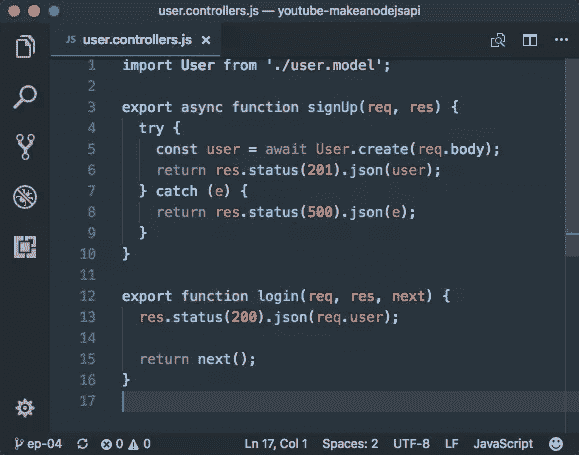 user.controllers.js — youtube-makeanodejsapi
JS user.controllers.js ×
1 import User from './user.model';
2
3 export async function signUp(req, res) {
4   try {
5     const user = await User.create(req.body);
6     return res.status(201).json(user);
7   } catch (e) {
8     return res.status(500).json(e);
9   }
10 }
11
12 export function login(req, res, next) {
13   res.status(200).json(req.user);
14
15   return next();
16 }
17
ep-04 0 0 Ln 17, Col 1 Spaces: 2 UTF-8 LF JavaScript